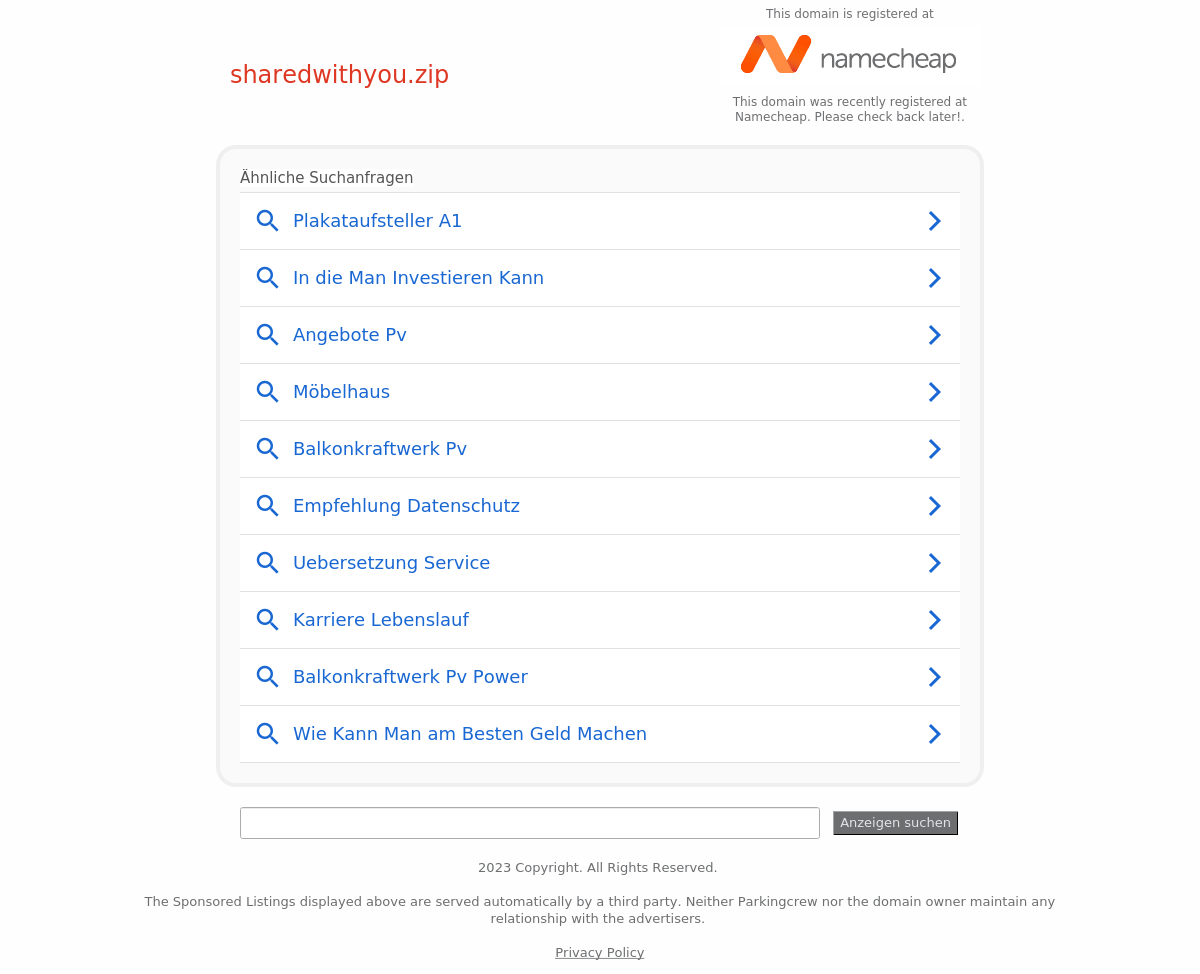 This domain is registered at
namecheap
sharedwithyou.zip
This domain was recently registered at
Namecheap. Please check back later!.
Ähnliche Suchanfragen
Plakataufsteller A1
In die Man Investieren Kann
Angebote Pv
Möbelhaus
Balkonkraftwerk Pv
Empfehlung Datenschutz
Uebersetzung Service
Karriere Lebenslauf
Balkonkraftwerk Pv Power
Wie Kann Man am Besten Geld Machen
Anzeigen suchen
2023 Copyright. All Rights Reserved.
The Sponsored Listings displayed above are served automatically by a third party. Neither Parkingcrew nor the domain owner maintain any
relationship with the advertisers.
Privacy Policy